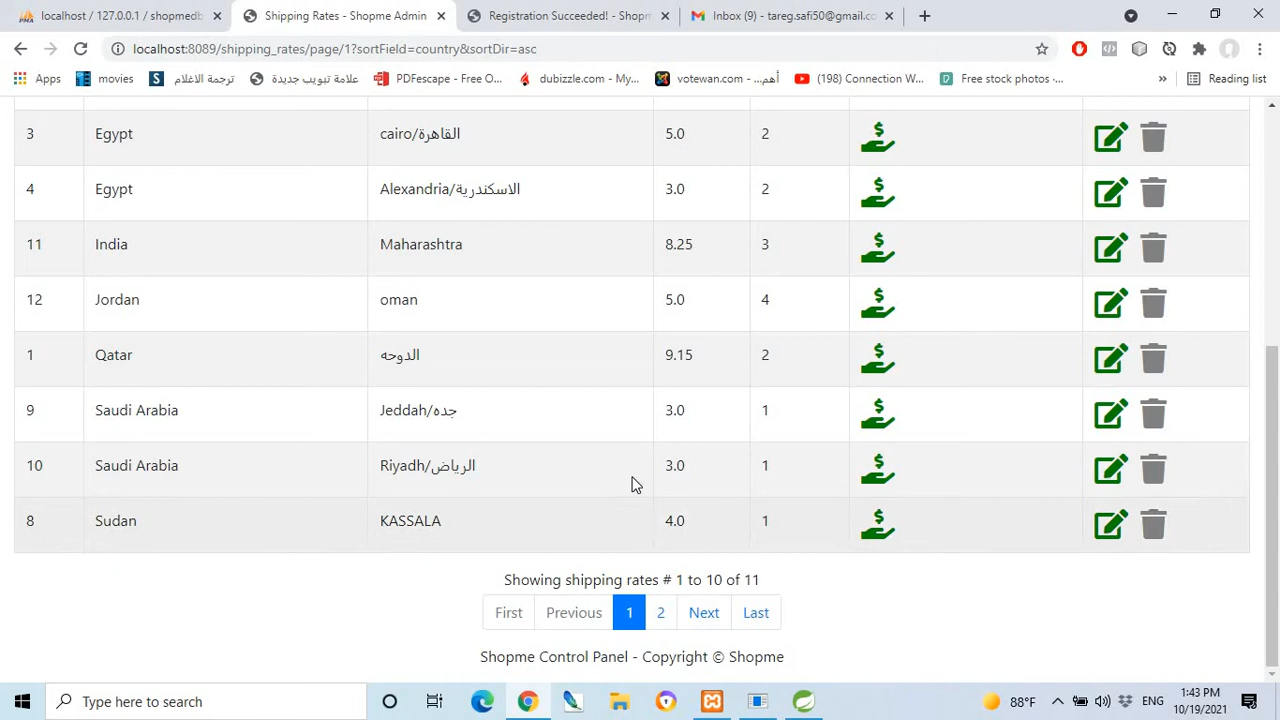 localhost / 127.0.0.1 / shopmedb
Shipping Rates - Shopme Admin
Registration Succeeded! - Shopm
Inbox (9) - tareg.safi50@gmail.co
localhost:8089/shipping_rates/page/1?sortField=country&sortDir=asc
Apps
movies
ترجمة الاغلام
علامة تبويب جديدة
PDFescape - Free O...
dubizzle.com - My...
votewan.com - أهم...
(198) Connection W...
Free stock photos ·...
»
Reading list
3 Egypt cairo/القاهرة 5.0 2
4 Egypt Alexandria/الاسكندرية 3.0 2
11 India Maharashtra 8.25 3
12 Jordan oman 5.0 4
1 Qatar الدوحه 9.15 2
9 Saudi Arabia Jeddah/جده 3.0 1
10 Saudi Arabia Riyadh/الرياض 3.0 1
8 Sudan KASSALA 4.0 1
Showing shipping rates # 1 to 10 of 11
First Previous 1 2 Next Last
Shopme Control Panel - Copyright © Shopme
Type here to search
88°F
ENG
1:43 PM
10/19/2021